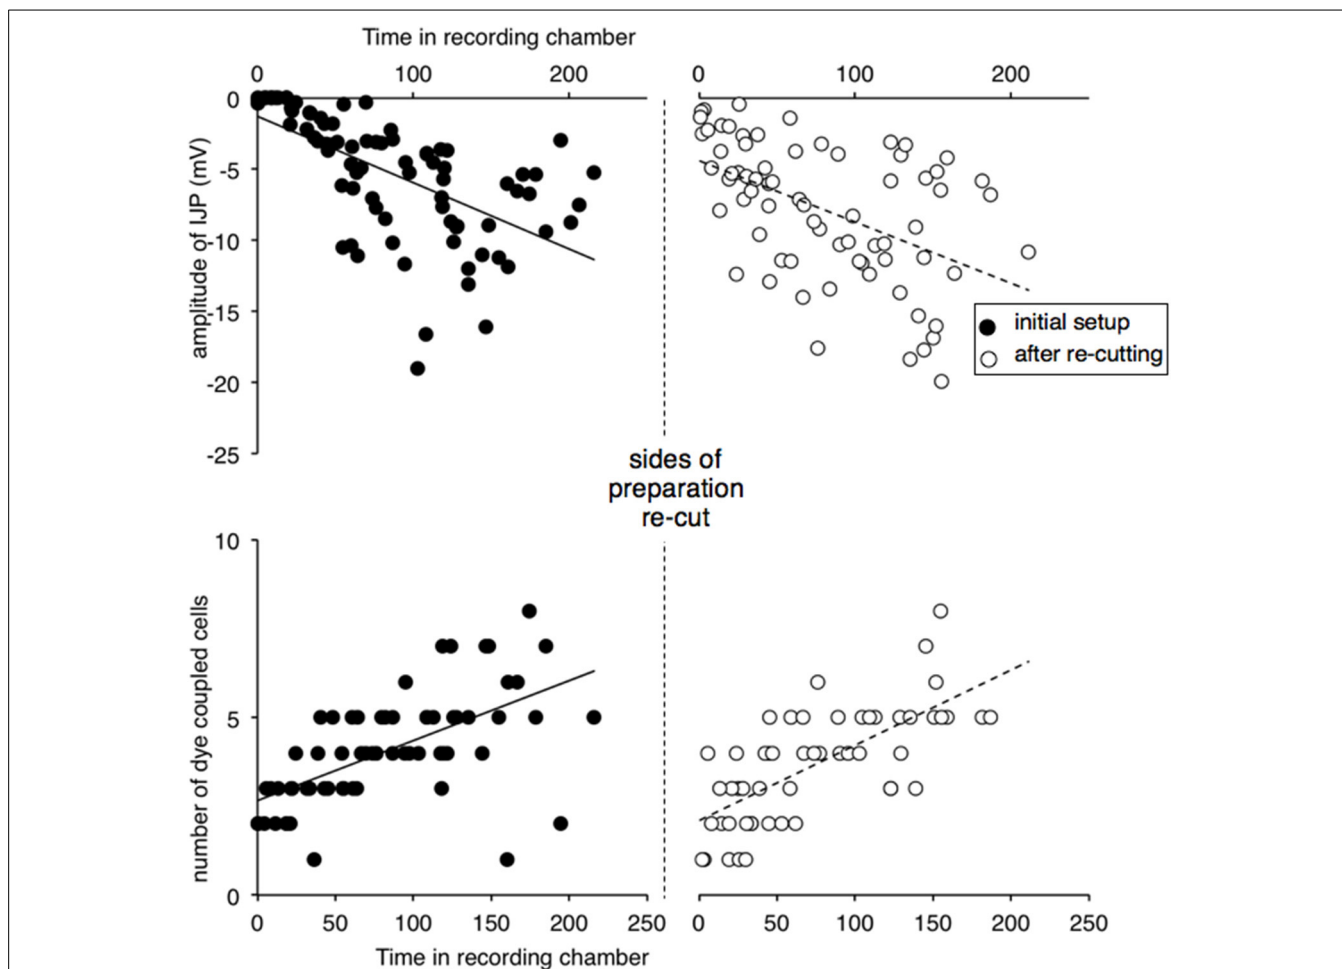 Time in recording chamber
0 100 200
0 100 200
0
-5
-10
-15
-20
-25
amplitude of IJP (mV)
initial setup
after re-cutting
sides of
preparation
re-cut
10
5
0
number of dye coupled cells
0 50 100 150 200 250
0 50 100 150 200 250
Time in recording chamber